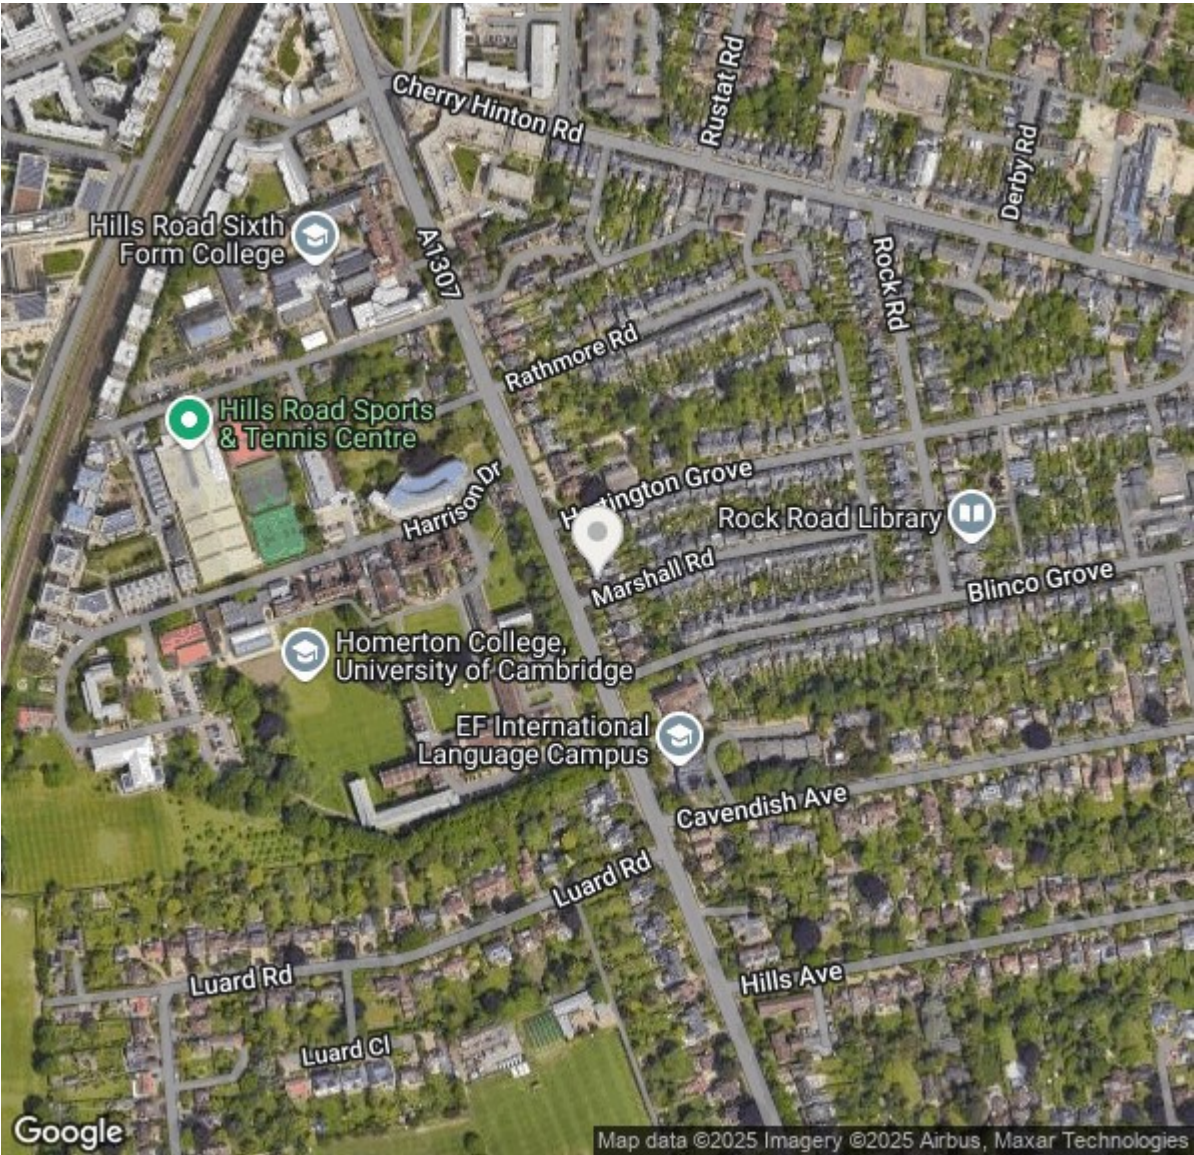 Rustat Rd
Cherry Hinton Rd
Derby Rd
Hills Road Sixth
Form College
A1307
Rock Rd
Rathmore Rd
Hills Road Sports
& Tennis Centre
Harrison Dr
Hartington Grove
Rock Road Library
Marshall Rd
Blinco Grove
Homerton College,
University of Cambridge
EF International
Language Campus
Cavendish Ave
Luard Rd
Luard Rd
Hills Ave
Luard Cl
Google
Map data ©2025 Imagery ©2025 Airbus, Maxar Technologies